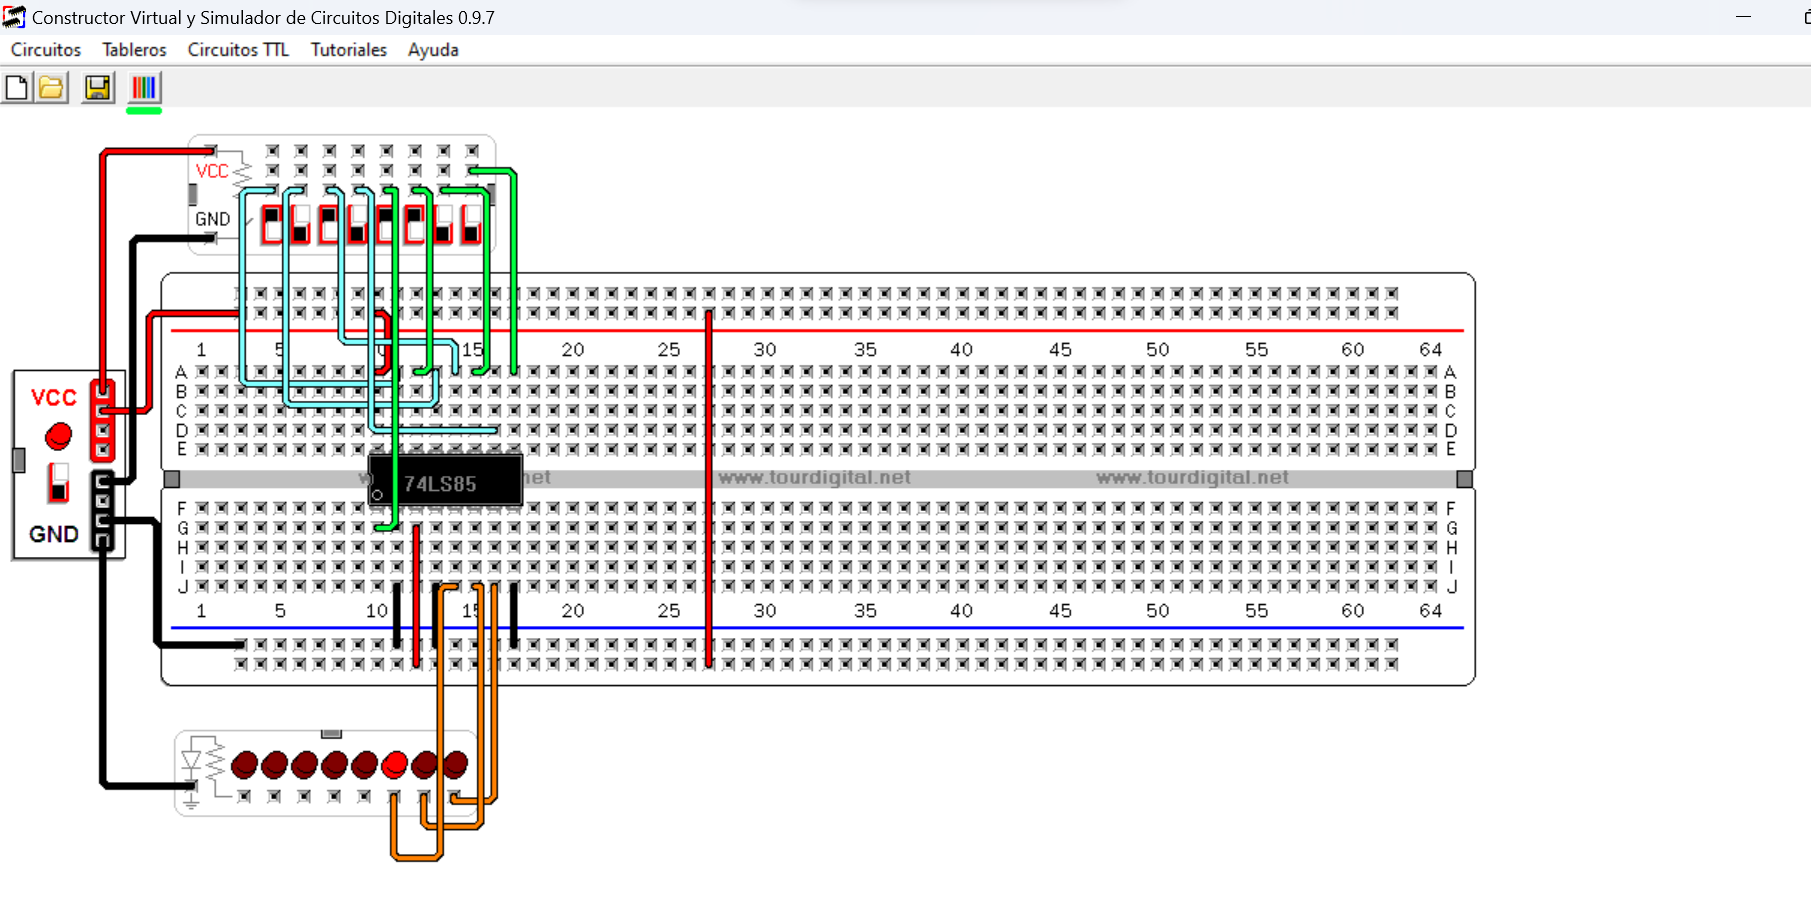 Constructor Virtual y Simulador de Circuitos Digitales 0.9.7
Circuitos Tableros Circuitos TTL Tutoriales Ayuda
VCC
GND
1 5 15 20 25 30 35 40 45 50 55 60 64
A A
B B
C C
D D
E E
VCC
74LS85
.net www.tourdigital.net www.tourdigital.net
F F
G G
GND
H H
I I
J J
1 5 10 15 20 25 30 35 40 45 50 55 60 64